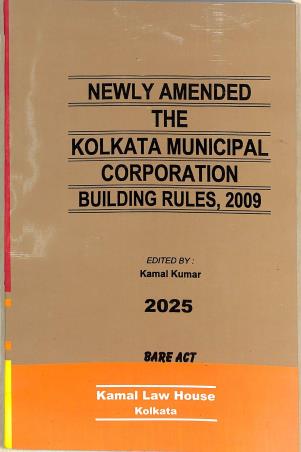 NEWLY AMENDED
THE
KOLKATA MUNICIPAL
CORPORATION
BUILDING RULES, 2009
EDITED BY :
Kamal Kumar
2025
BARE ACT
Kamal Law House
Kolkata